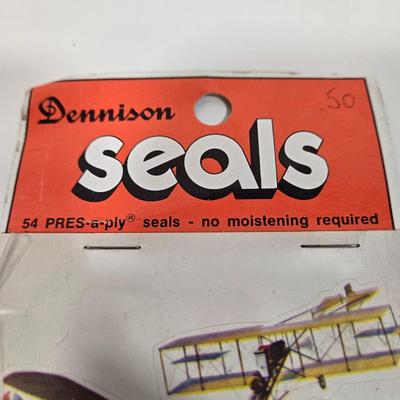 Dennison
.50
seals
54 PRES-a-ply® seals - no moistening required